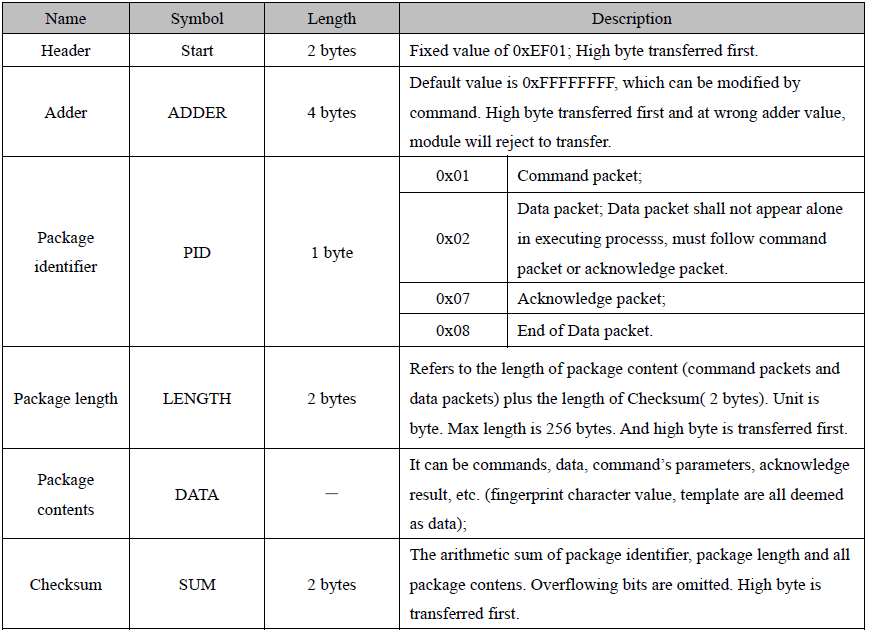 Name Symbol Length Description
Header Start 2 bytes Fixed value of 0xEF01; High byte transferred first.
Adder ADDER 4 bytes
Default value is 0xFFFFFFFF, which can be modified by
command. High byte transferred first and at wrong adder value,
module will reject to transfer.
Package
identifier
PID
1 byte
0x01 Command packet;
0x02
Data packet; Data packet shall not appear alone
in executing processs, must follow command
packet or acknowledge packet.
0x07 Acknowledge packet;
0x08 End of Data packet.
Package length LENGTH 2 bytes
Refers to the length of package content (command packets and
data packets) plus the length of Checksum( 2 bytes). Unit is
byte. Max length is 256 bytes. And high byte is transferred first.
Package
contents
DATA
—
It can be commands, data, command’s parameters, acknowledge
result, etc. (fingerprint character value, template are all deemed
as data);
Checksum SUM 2 bytes
The arithmetic sum of package identifier, package length and all
package contens. Overflowing bits are omitted. High byte is
transferred first.